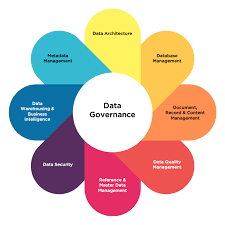 Data Architecture
Metadata
Management
Database
Management
Data
Warehousing &
Business
Intelligence
Data
Governance
Document,
Record & Content
Management
Data Security
Data Quality
Management
Reference &
Master Data
Management